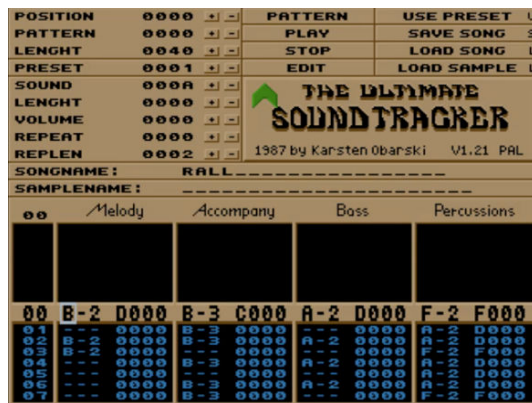 POSITION 0000 + - PATTERN USE PRESET
PATTERN 0000 + - PLAY SAVE SONG
LENGHT 0040 + - STOP LOAD SONG
PRESET 0001 + - EDIT LOAD SAMPLE
SOUND 000A + -
LENGHT 0000 + -
VOLUME 0000 + -
REPEAT 0000 + -
REPLEN 0002 + -
THE ULTIMATE
SOUNDTRACKER
1987 by Karsten Obarski V1.21 PAL
SONGNAME: RALL_________________
SAMPLENAME: ______________________
00 Melody Accompany Bass Percussions
00 B-2 D000 B-3 C000 A-2 D000 F-2 F000
01 --- 0000 B-3 0000 --- 0000 A-2 D000
02 B-2 0000 B-3 0000 A-2 0000 A-2 D000
03 B-2 0000 --- 0000 --- 0000 F-2 F000
04 --- 0000 B-3 0000 A-2 0000 A-2 D000
05 --- 0000 --- 0000 --- 0000 F-2 F000
06 --- 0000 B-3 0000 A-2 0000 A-2 D000
07 --- 0000 B-3 0000 A-2 0000 F-2 F000